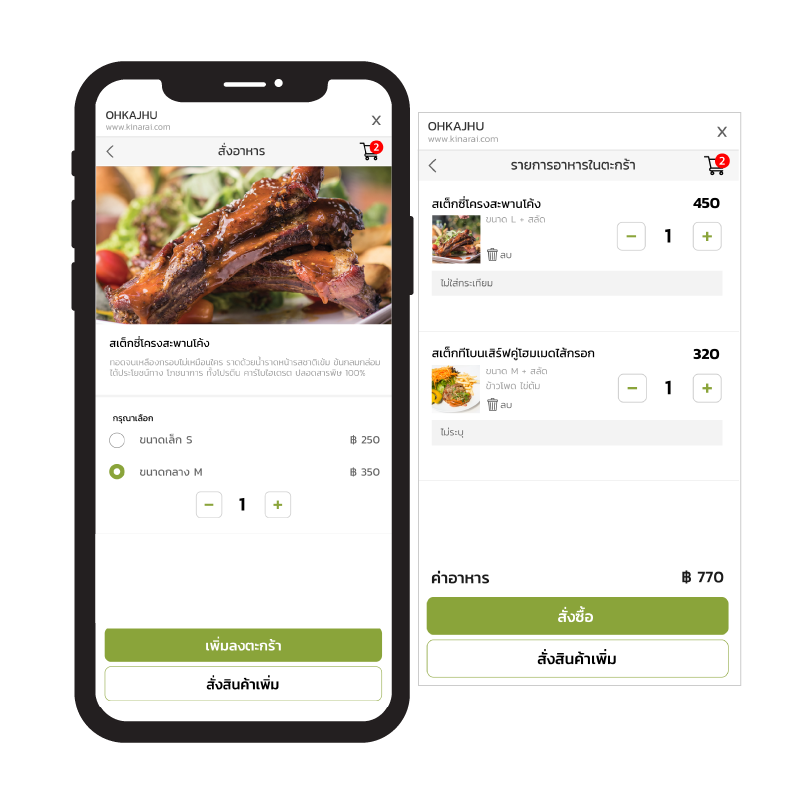 OHKAJHU
www.kinarai.com
X
สั่งอาหาร
2
สเต็กซี่โครงสะพานโค้ง
ทอดจนเหลืองกรอบไม่เหมือนใคร ราดด้วยน้ำราดหน้ารสชาติเข้ม ข้นกลมกล่อม
ได้ประโยชน์ทาง โภชนาการ ทั้งโปรตีน คาร์โบไฮเดรต ปลอดสารพิษ 100%
กรุณาเลือก
ขนาดเล็ก S ฿ 250
ขนาดกลาง M ฿ 350
− 1 +
เพิ่มลงตะกร้า
สั่งสินค้าเพิ่ม
OHKAJHU
www.kinarai.com
X
รายการอาหารในตะกร้า
2
สเต็กซี่โครงสะพานโค้ง 450
ขนาด L + สลัด
− 1 +
ลบ
ไม่ใส่กระเทียม
สเต็กทีโบนเสิร์ฟคู่โฮมเมดไส้กรอก 320
ขนาด M + สลัด
ข้าวโพด ไข่ต้ม
− 1 +
ลบ
ไม่ระบุ
ค่าอาหาร ฿ 770
สั่งซื้อ
สั่งสินค้าเพิ่ม